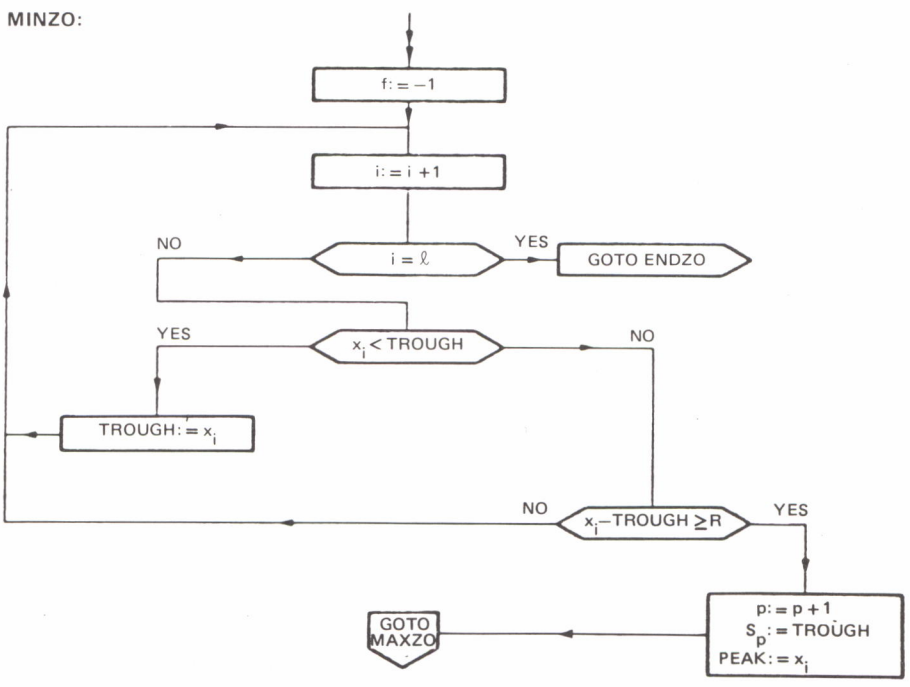 MINZO:
f: = −1
i: = i +1
NO
i = ℓ
YES
GOTO ENDZO
YES
xᵢ < TROUGH
NO
TROUGH: = xᵢ
NO
xᵢ−TROUGH ≥R
YES
p: = p + 1
Sₚ: = TROUGH
PEAK: = xᵢ
GOTO
MAXZO